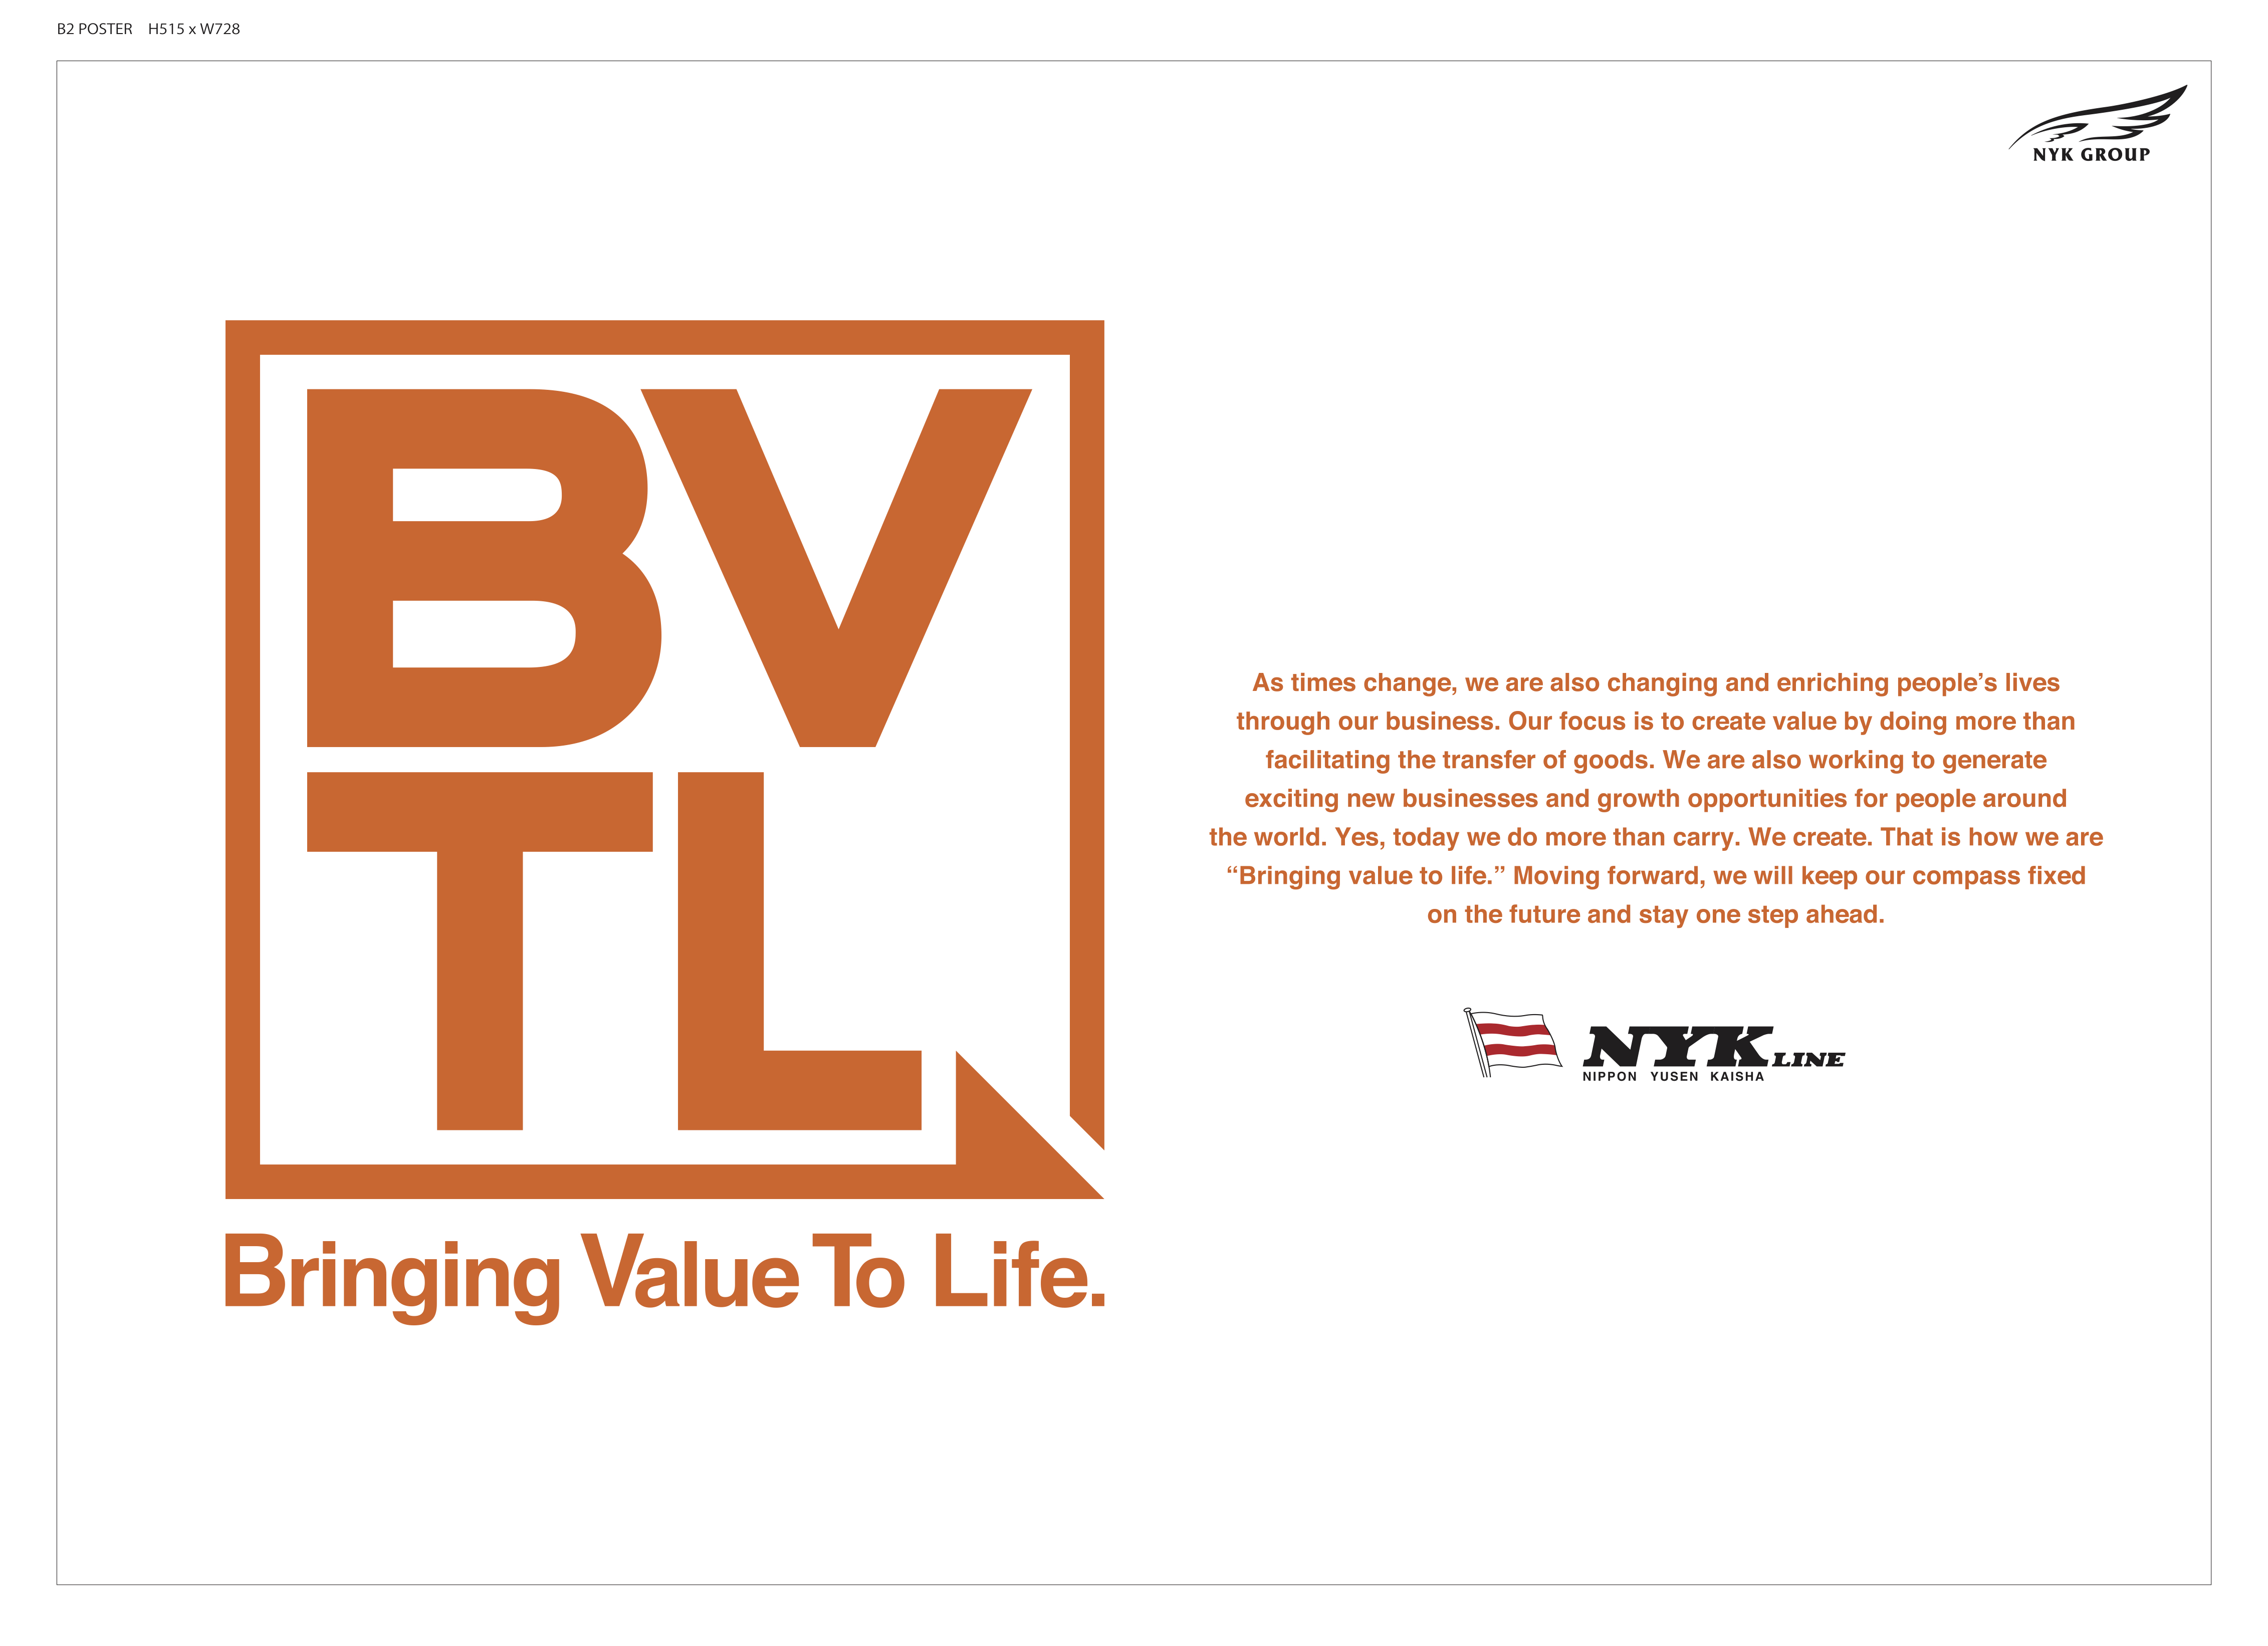 B2 POSTER H515 x W728
NYK GROUP
BV
TL
Bringing Value To Life.
As times change, we are also changing and enriching people’s lives
through our business. Our focus is to create value by doing more than
facilitating the transfer of goods. We are also working to generate
exciting new businesses and growth opportunities for people around
the world. Yes, today we do more than carry. We create. That is how we are
“Bringing value to life.” Moving forward, we will keep our compass fixed
on the future and stay one step ahead.
NYK LINE
NIPPON YUSEN KAISHA